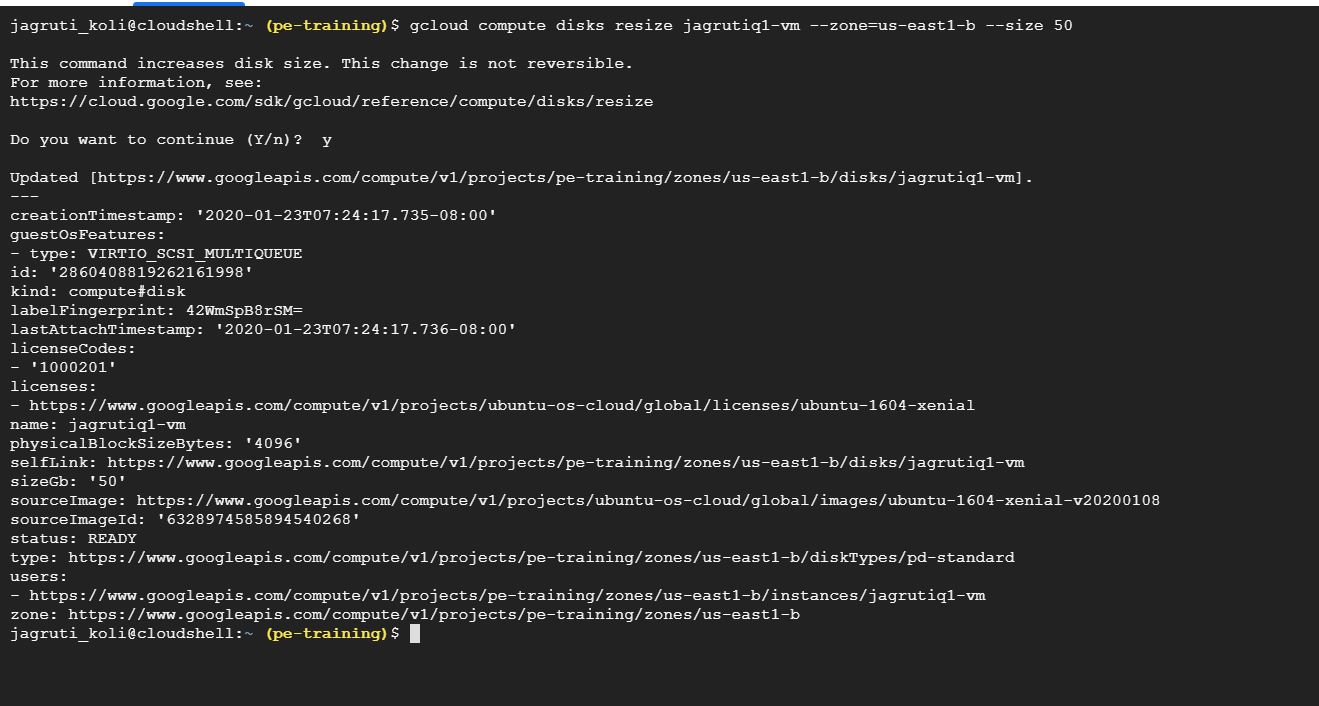 jagruti_koli@cloudshell:~ (pe-training)$ gcloud compute disks resize jagrutiq1-vm --zone=us-east1-b --size 50
This command increases disk size. This change is not reversible.
For more information, see:
https://cloud.google.com/sdk/gcloud/reference/compute/disks/resize
Do you want to continue (Y/n)?  y
Updated [https://www.googleapis.com/compute/v1/projects/pe-training/zones/us-east1-b/disks/jagrutiq1-vm].
---
creationTimestamp: '2020-01-23T07:24:17.735-08:00'
guestOsFeatures:
- type: VIRTIO_SCSI_MULTIQUEUE
id: '2860408819262161998'
kind: compute#disk
labelFingerprint: 42WmSpB8rSM=
lastAttachTimestamp: '2020-01-23T07:24:17.736-08:00'
licenseCodes:
- '1000201'
licenses:
- https://www.googleapis.com/compute/v1/projects/ubuntu-os-cloud/global/licenses/ubuntu-1604-xenial
name: jagrutiq1-vm
physicalBlockSizeBytes: '4096'
selfLink: https://www.googleapis.com/compute/v1/projects/pe-training/zones/us-east1-b/disks/jagrutiq1-vm
sizeGb: '50'
sourceImage: https://www.googleapis.com/compute/v1/projects/ubuntu-os-cloud/global/images/ubuntu-1604-xenial-v20200108
sourceImageId: '6328974585894540268'
status: READY
type: https://www.googleapis.com/compute/v1/projects/pe-training/zones/us-east1-b/diskTypes/pd-standard
users:
- https://www.googleapis.com/compute/v1/projects/pe-training/zones/us-east1-b/instances/jagrutiq1-vm
zone: https://www.googleapis.com/compute/v1/projects/pe-training/zones/us-east1-b
jagruti_koli@cloudshell:~ (pe-training)$